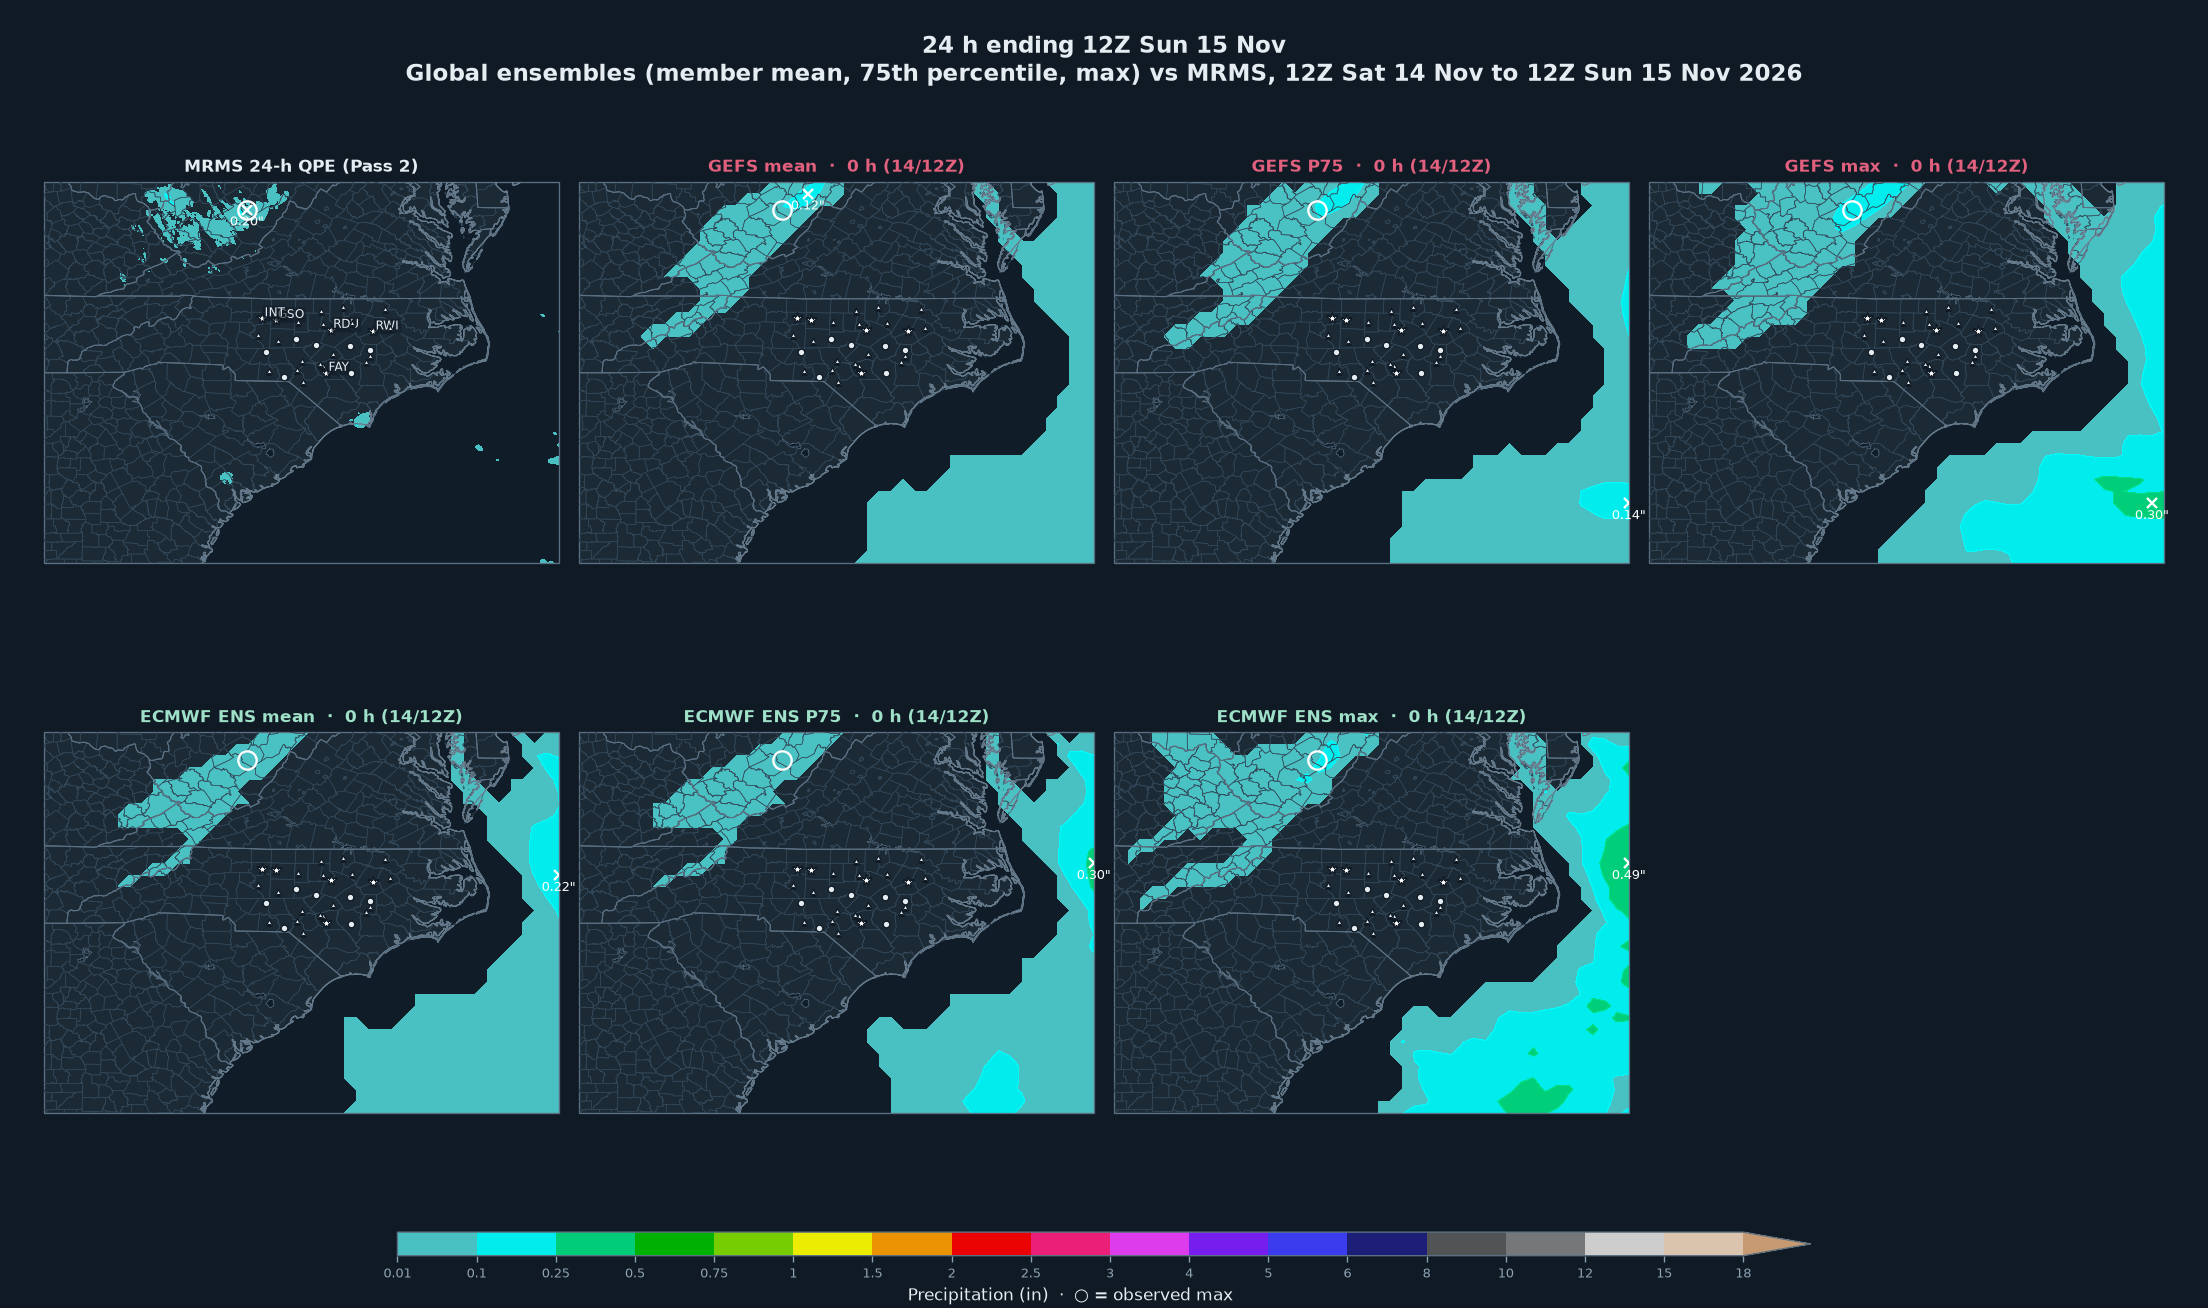 24 h ending 12Z Sun 15 Nov
Global ensembles (member mean, 75th percentile, max) vs MRMS, 12Z Sat 14 Nov to 12Z Sun 15 Nov 2026
MRMS 24-h QPE (Pass 2)
GEFS mean · 0 h (14/12Z)
GEFS P75 · 0 h (14/12Z)
GEFS max · 0 h (14/12Z)
0.12"
INT
SO
RDU
RWI
FAY
0.14"
0.30"
ECMWF ENS mean · 0 h (14/12Z)
ECMWF ENS P75 · 0 h (14/12Z)
ECMWF ENS max · 0 h (14/12Z)
0.22"
0.30"
0.49"
0.01 0.1 0.25 0.5 0.75 1 1.5 2 2.5 3 4 5 6 8 10 12 15 18
Precipitation (in) · ○ = observed max